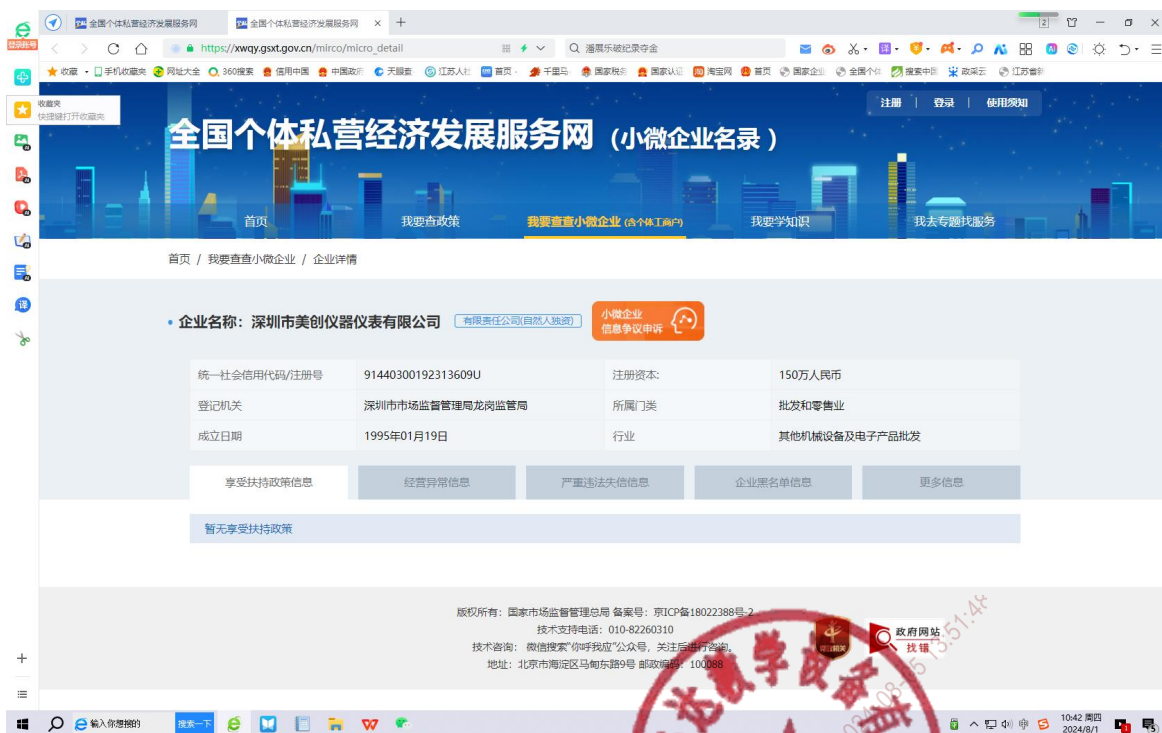 全国个体私营经济发展服务网
全国个体私营经济发展服务网
2
登录账号
https://xwqy.gsxt.gov.cn/mirco/micro_detail
潘展乐破记录夺金
收藏
手机收藏夹
网址大全
360搜索
信用中国
中国政府
天眼查
江苏人社
首页
千里马
国家税务
国家认证
淘宝网
首页
国家企业
全国个体
搜索中国
政采云
江苏省
收藏夹
快捷键打开收藏夹
注册 | 登录 | 使用须知
全国个体私营经济发展服务网（小微企业名录）
首页
我要查政策
我要查查小微企业 (含个体工商户)
我要学知识
我去专题找服务
首页 / 我要查查小微企业 / 企业详情
企业名称：深圳市美创仪器仪表有限公司
有限责任公司(自然人独资)
小微企业
信息争议申诉
统一社会信用代码/注册号 91440300192313609U 注册资本: 150万人民币
登记机关 深圳市市场监督管理局龙岗监管局 所属门类 批发和零售业
成立日期 1995年01月19日 行业 其他机械设备及电子产品批发
享受扶持政策信息 经营异常信息 严重违法失信信息 企业黑名单信息 更多信息
暂无享受扶持政策
版权所有：国家市场监督管理总局 备案号：京ICP备18022388号-2
技术支持电话：010-82260310
技术咨询：微信搜索“你呼我应”公众号，关注后进行咨询。
地址：北京市海淀区马甸东路9号 邮政编码：100088
政府网站
找错
输入你想搜的
搜索一下
中
10:42 周四
2024/8/1